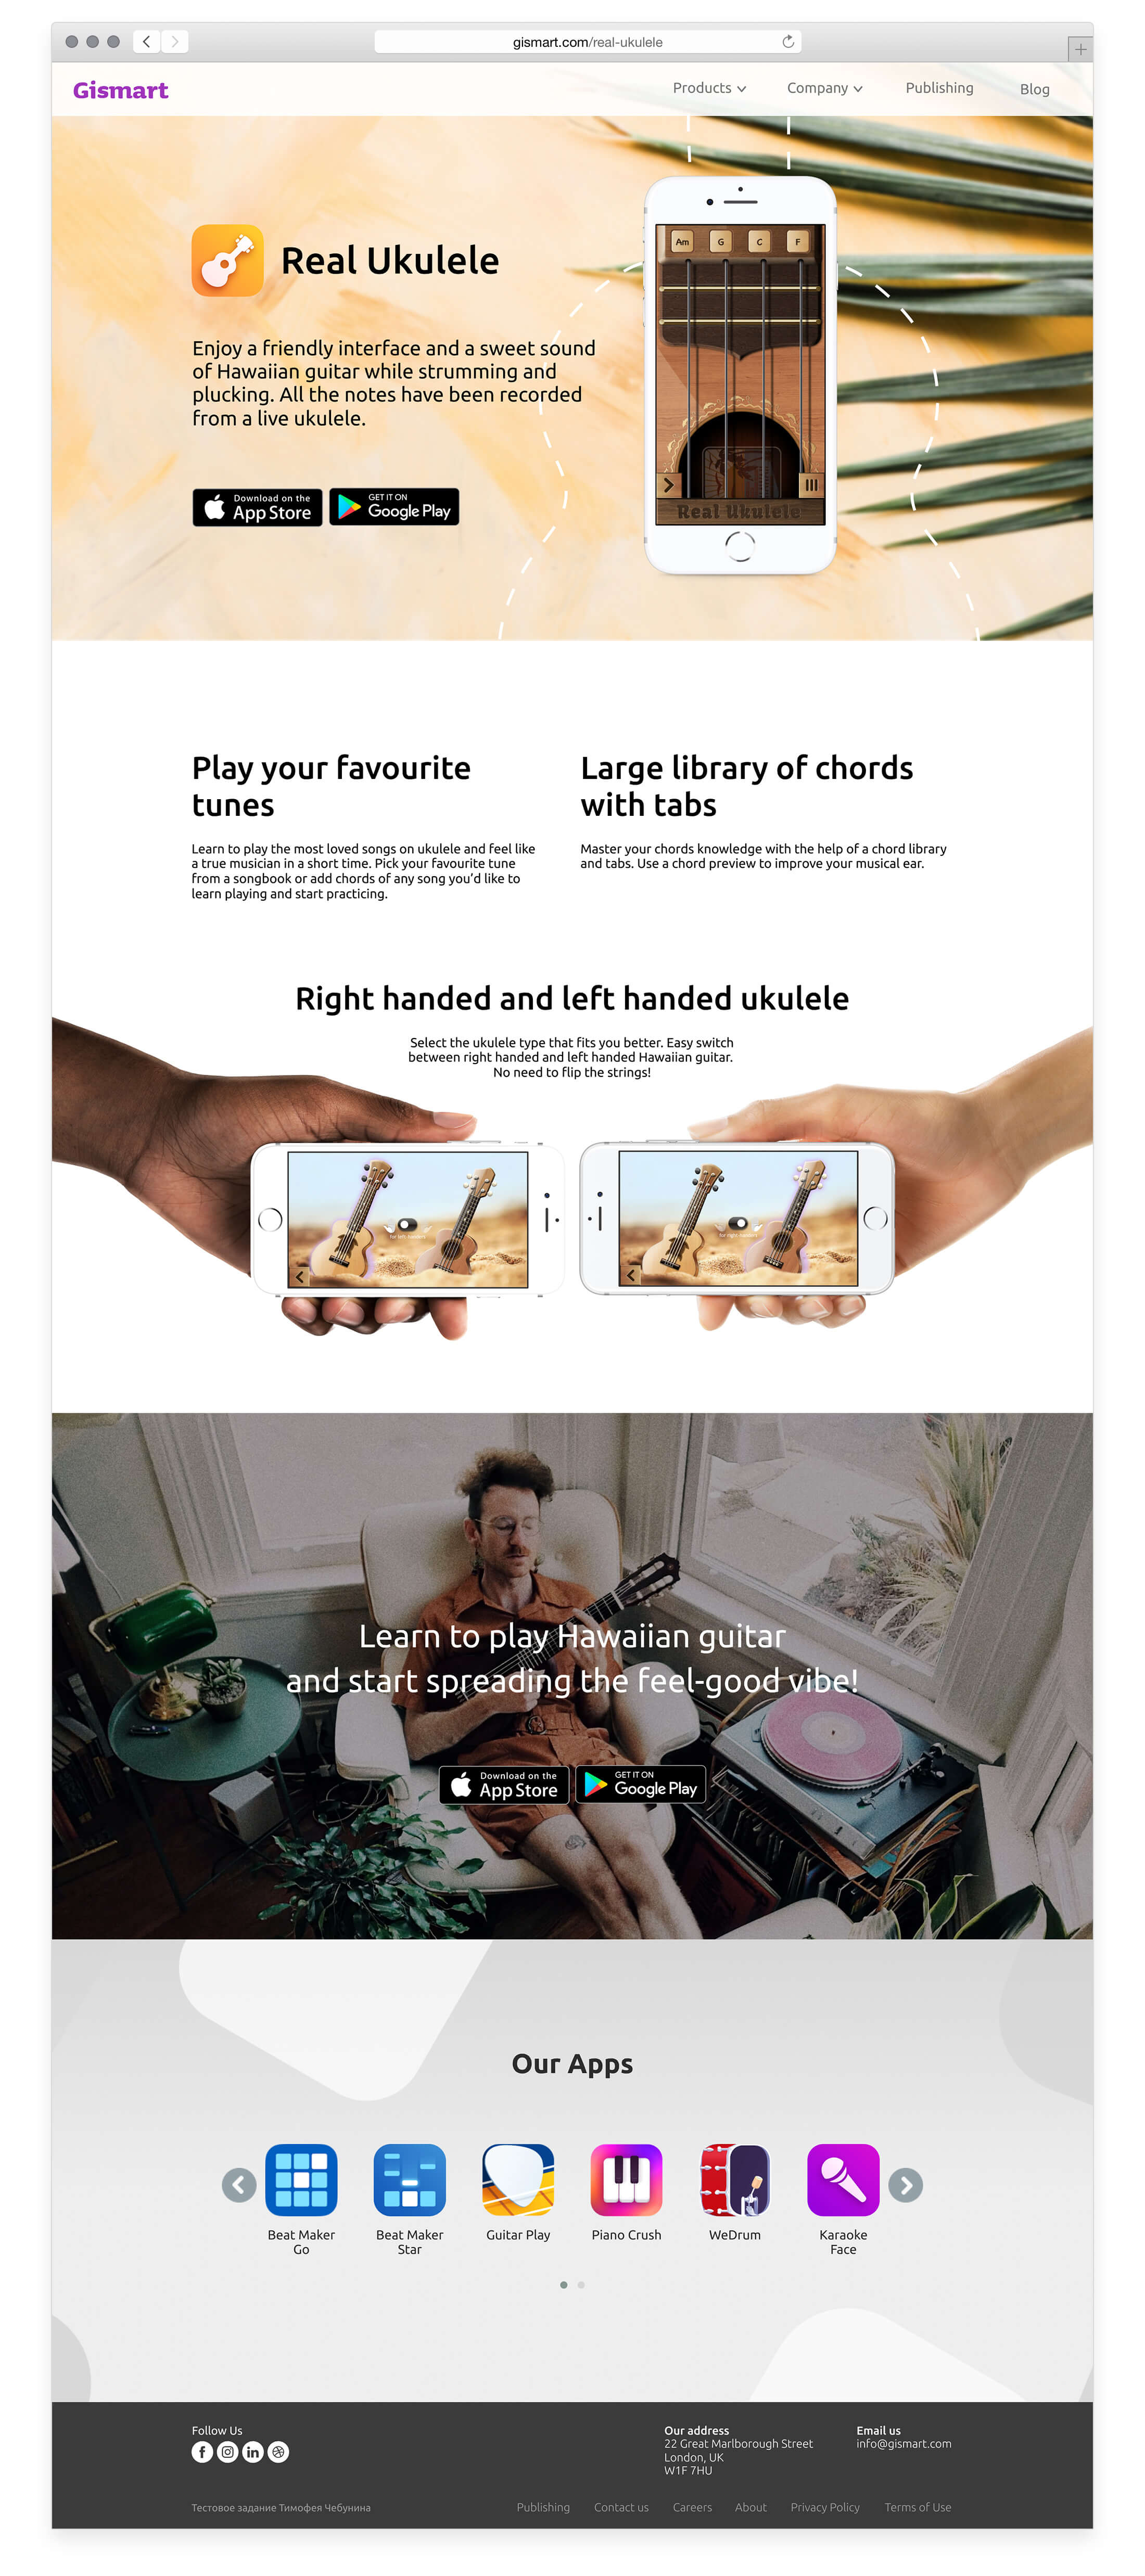 gismart.com/real-ukulele
Gismart
Products
Company
Publishing
Blog
Real Ukulele
Enjoy a friendly interface and a sweet sound
of Hawaiian guitar while strumming and
plucking. All the notes have been recorded
from a live ukulele.
Download on the
App Store
GET IT ON
Google Play
Am G C F
Real Ukulele
Play your favourite
tunes
Learn to play the most loved songs on ukulele and feel like
a true musician in a short time. Pick your favourite tune
from a songbook or add chords of any song you'd like to
learn playing and start practicing.
Large library of chords
with tabs
Master your chords knowledge with the help of a chord library
and tabs. Use a chord preview to improve your musical ear.
Right handed and left handed ukulele
Select the ukulele type that fits you better. Easy switch
between right handed and left handed Hawaiian guitar.
No need to flip the strings!
for left handers
for right handers
Learn to play Hawaiian guitar
and start spreading the feel-good vibe!
Download on the
App Store
GET IT ON
Google Play
Our Apps
Beat Maker
Go
Beat Maker
Star
Guitar Play
Piano Crush
WeDrum
Karaoke
Face
Follow Us
Our address
22 Great Marlborough Street
London, UK
W1F 7HU
Email us
info@gismart.com
Тестовое задание Тимофея Чебунина
Publishing
Contact us
Careers
About
Privacy Policy
Terms of Use